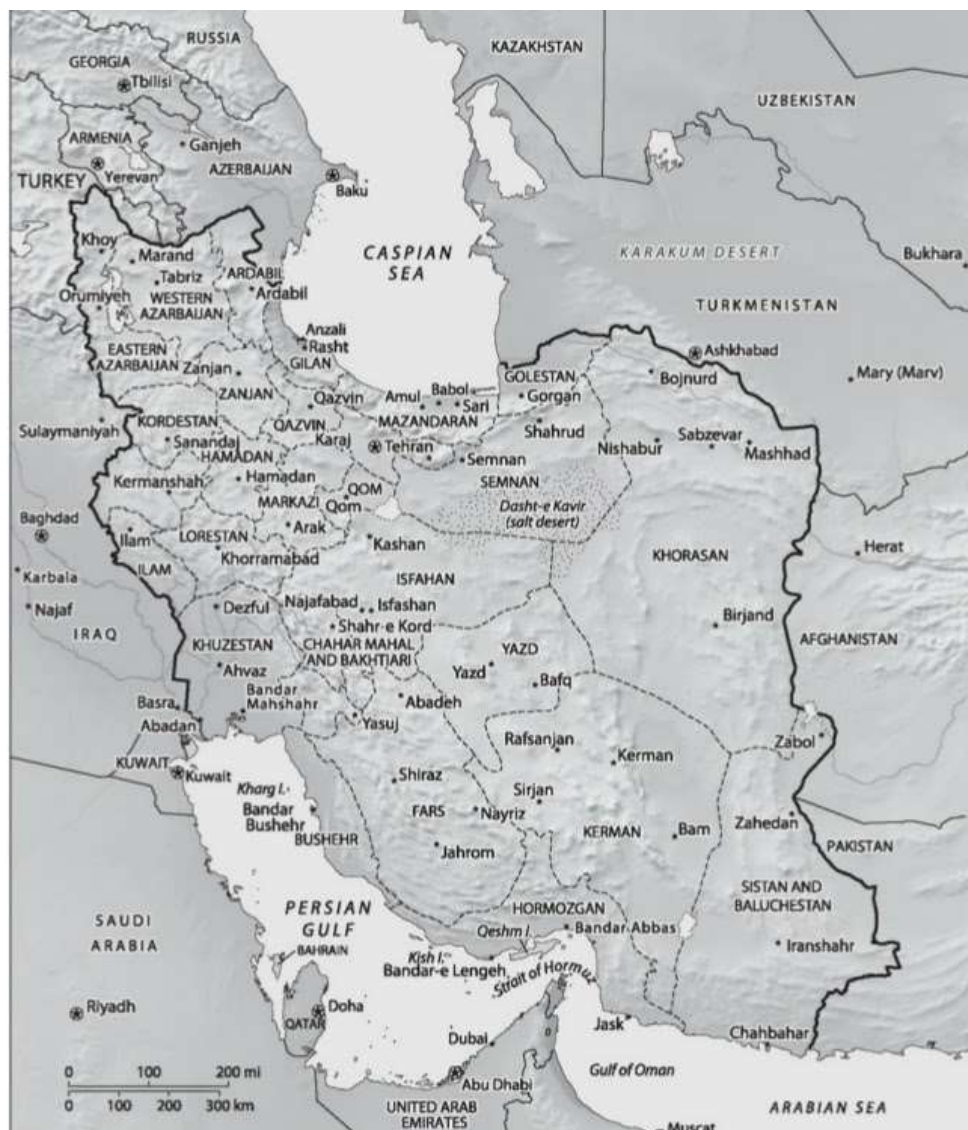 RUSSIA
KAZAKHSTAN
GEORGIA
Tbilisi
UZBEKISTAN
ARMENIA
Ganjeh
Yerevan
AZERBAIJAN
TURKEY
Baku
CASPIAN
SEA
KARAKUM DESERT
Bukhara
Khoy
Marand
Tabriz
ARDABIL
Ardabil
Orumiyeh
WESTERN
AZARBAIJAN
TURKMENISTAN
Anzali
Rasht
GILAN
EASTERN
AZARBAIJAN
Zanjan
ZANJAN
Ashkhabad
Mary (Marv)
GOLESTAN
Bojnurd
Gorgan
Qazvin
QAZVIN
Amul
Babol
Sari
MAZANDARAN
Sulaymaniyah
KORDESTAN
Sanandaj
HAMADAN
Karaj
Tehran
Shahrud
Nishabur
Sabzevar
Mashhad
Semnan
SEMNAN
Kermanshah
Hamadan
MARKAZI
QOM
Qom
Dasht-e Kavir
(salt desert)
Baghdad
Ilam
ILAM
LORESTAN
Khorramabad
Arak
Kashan
KHORASAN
Herat
Karbala
Najaf
IRAQ
ISFAHAN
Dezful
Najafabad
Isfashan
Shahr-e Kord
Birjand
AFGHANISTAN
KHUZESTAN
CHAHAR MAHAL
AND BAKHTIARI
YAZD
Yazd
Bafq
Ahvaz
Bandar
Mahshahr
Abadeh
Yasuj
Basra
Abadan
Rafsanjan
Kerman
Zabol
KUWAIT
Kuwait
Kharg I.
Shiraz
Sirjan
Bandar
Bushehr
BUSHEHR
FARS
Nayriz
KERMAN
Bam
Zahedan
Jahrom
PAKISTAN
SISTAN AND
BALUCHESTAN
SAUDI
ARABIA
PERSIAN
GULF
HORMOZGAN
Qeshm I.
Bandar Abbas
Iranshahr
BAHRAIN
Kish I.
Bandar-e Lengeh
Strait of Hormuz
Riyadh
Doha
QATAR
Jask
Chahbahar
Dubai
Gulf of Oman
Abu Dhabi
0 100 200 mi
0 100 200 300 km
UNITED ARAB
EMIRATES
ARABIAN SEA
Muscat